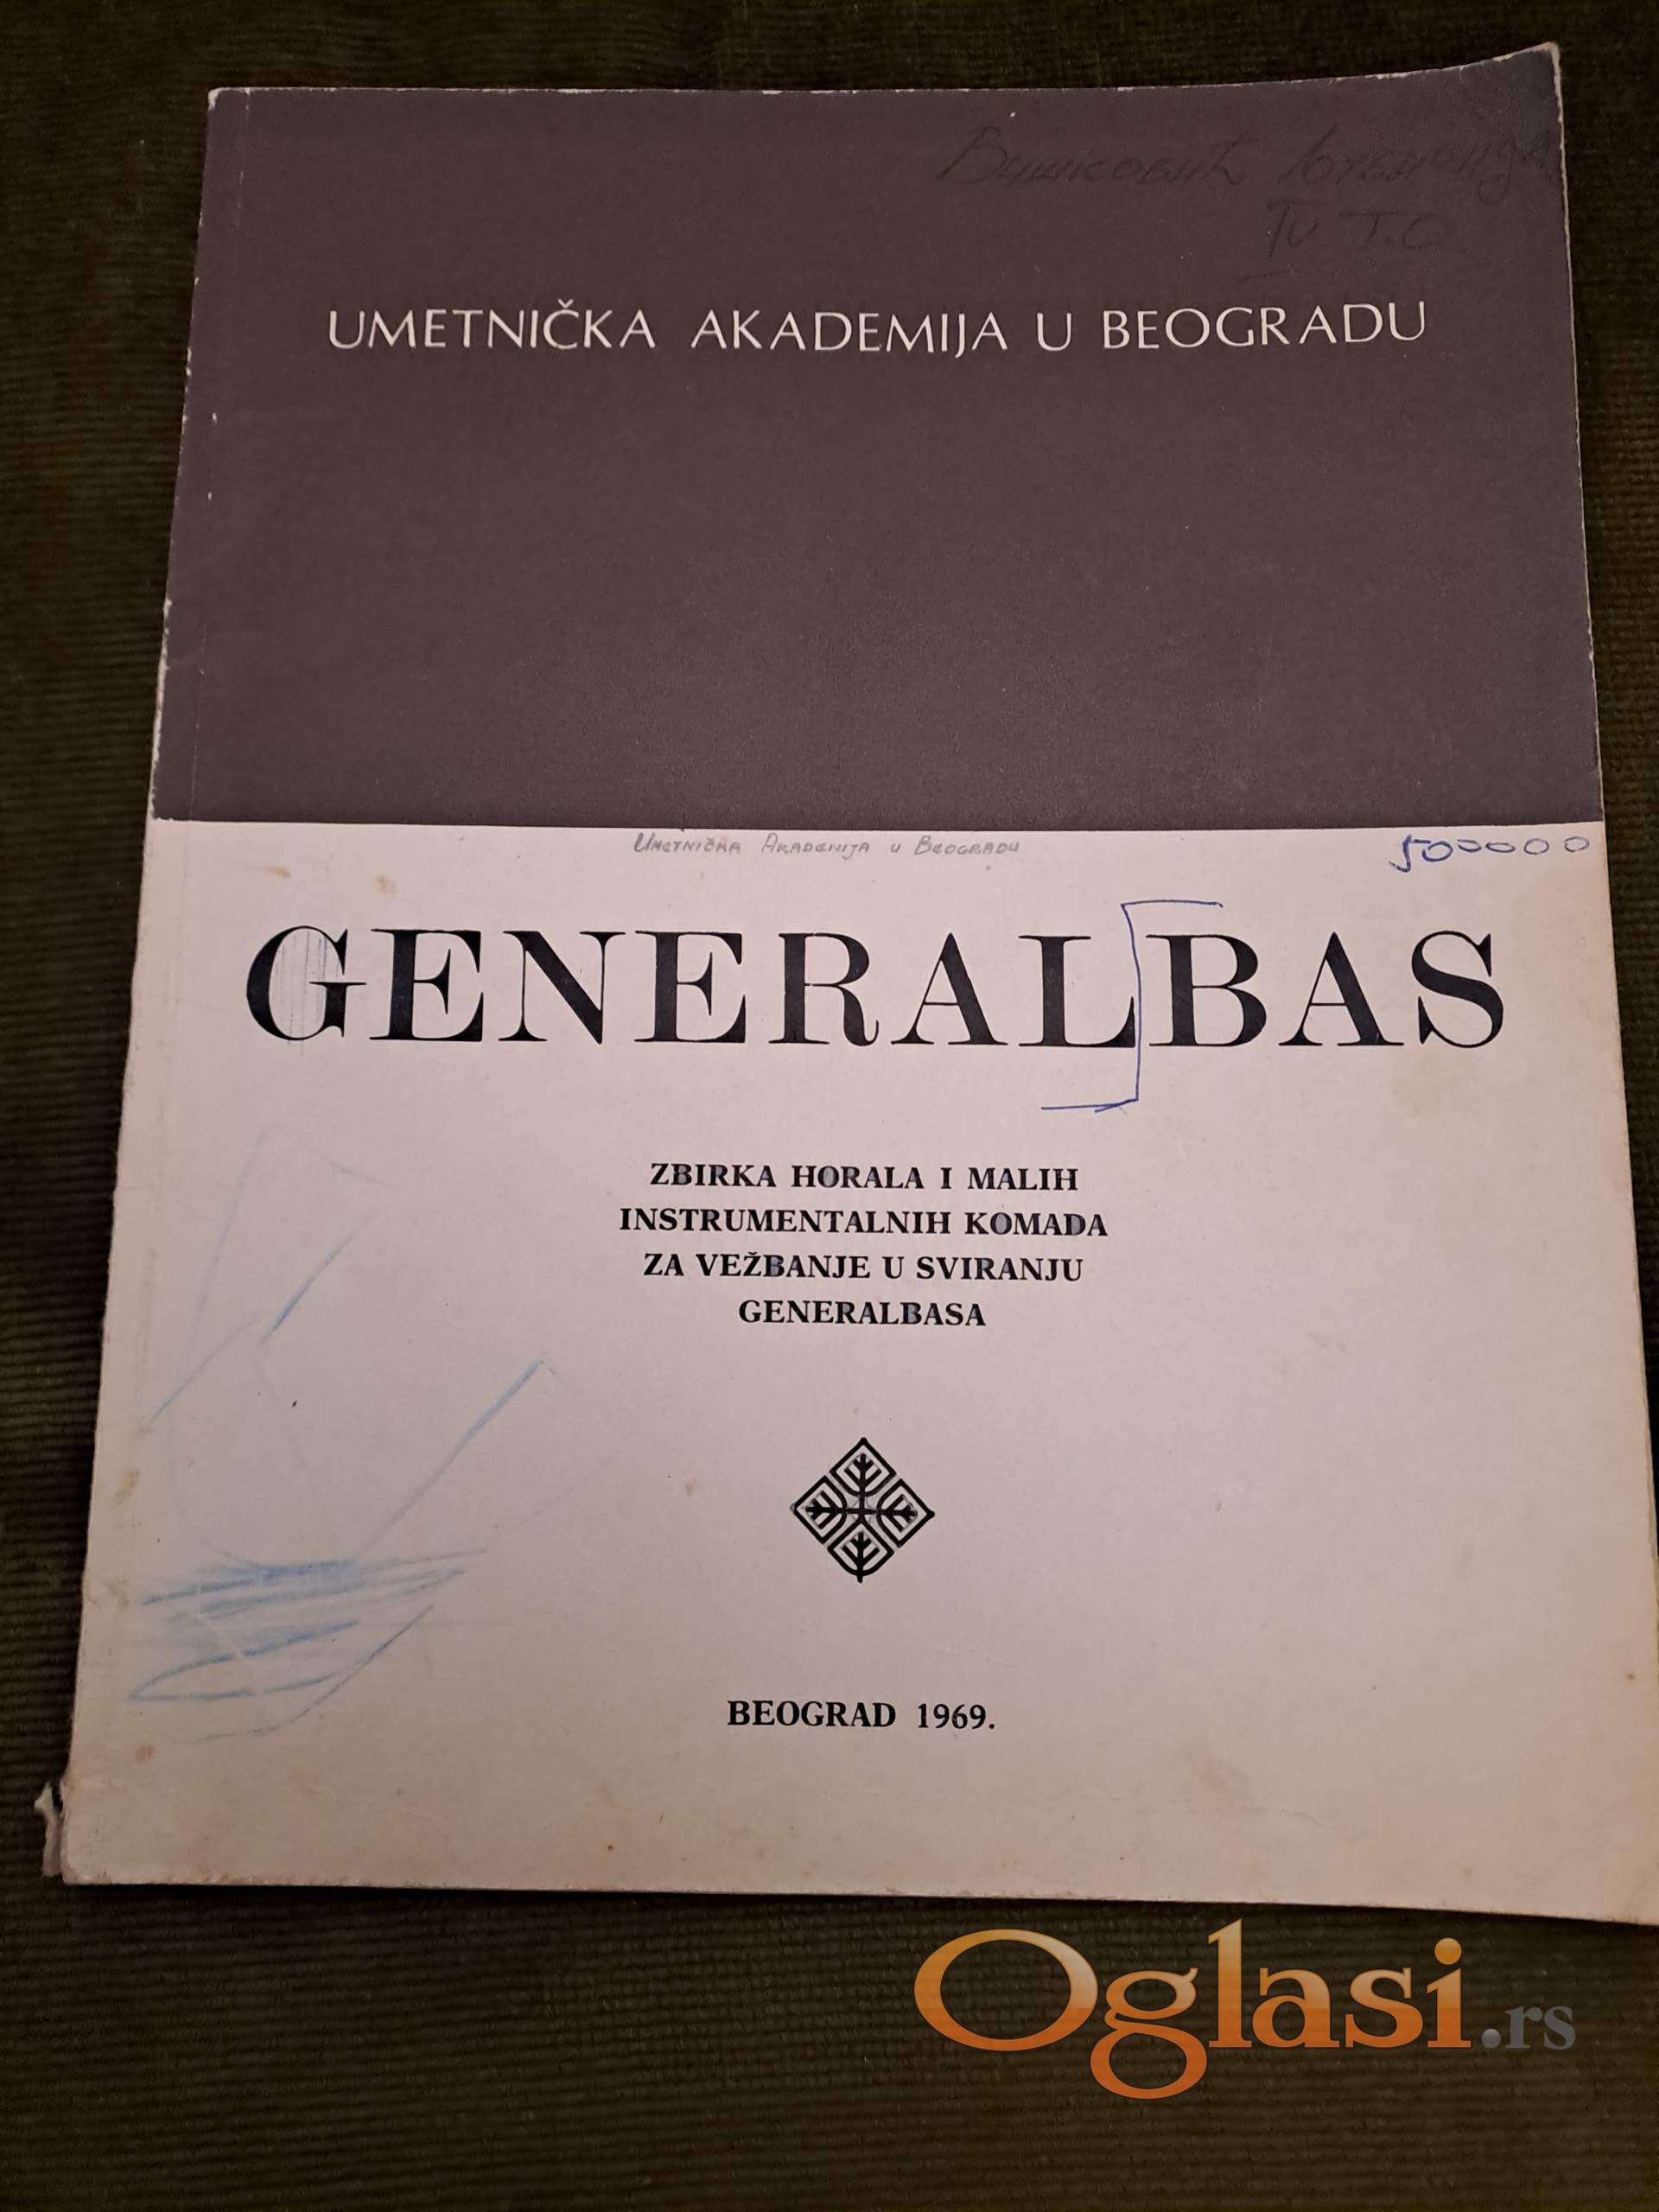 IV T.O.
UMETNIČKA AKADEMIJA U BEOGRADU
UMETNIČKA AKADEMIJA U BEOGRADU
500000
GENERALBAS
ZBIRKA HORALA I MALIH
INSTRUMENTALNIH KOMADA
ZA VEŽBANJE U SVIRANJU
GENERALBASA
BEOGRAD 1969.
Oglasi.rs